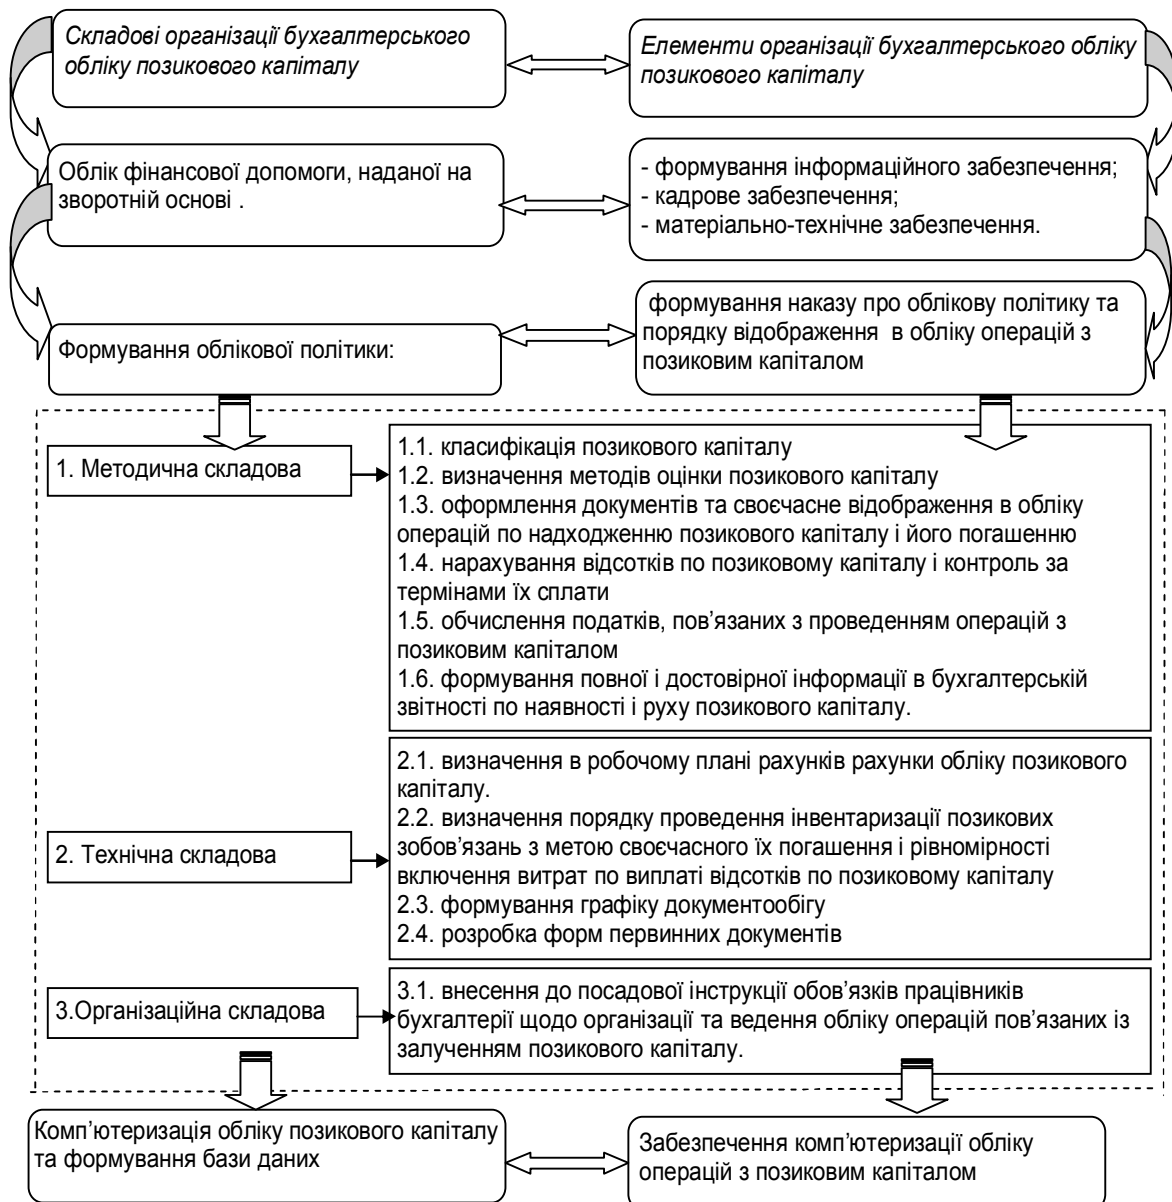 Складові організації бухгалтерського
обліку позикового капіталу
Елементи організації бухгалтерського обліку
позикового капіталу
Облік фінансової допомоги, наданої на
зворотній основі .
- формування інформаційного забезпечення;
- кадрове забезпечення;
- матеріально-технічне забезпечення.
Формування облікової політики:
формування наказу про облікову політику та
порядку відображення в обліку операцій з
позиковим капіталом
1. Методична складова
1.1. класифікація позикового капіталу
1.2. визначення методів оцінки позикового капіталу
1.3. оформлення документів та своєчасне відображення в обліку
операцій по надходженню позикового капіталу і його погашенню
1.4. нарахування відсотків по позиковому капіталу і контроль за
термінами їх сплати
1.5. обчислення податків, пов’язаних з проведенням операцій з
позиковим капіталом
1.6. формування повної і достовірної інформації в бухгалтерській
звітності по наявності і руху позикового капіталу.
2. Технічна складова
2.1. визначення в робочому плані рахунків рахунки обліку позикового
капіталу.
2.2. визначення порядку проведення інвентаризації позикових
зобов’язань з метою своєчасного їх погашення і рівномірності
включення витрат по виплаті відсотків по позиковому капіталу
2.3. формування графіку документообігу
2.4. розробка форм первинних документів
3.Організаційна складова
3.1. внесення до посадової інструкції обов’язків працівників
бухгалтерії щодо організації та ведення обліку операцій пов’язаних із
залученням позикового капіталу.
Комп’ютеризація обліку позикового капіталу
та формування бази даних
Забезпечення комп’ютеризації обліку
операцій з позиковим капіталом